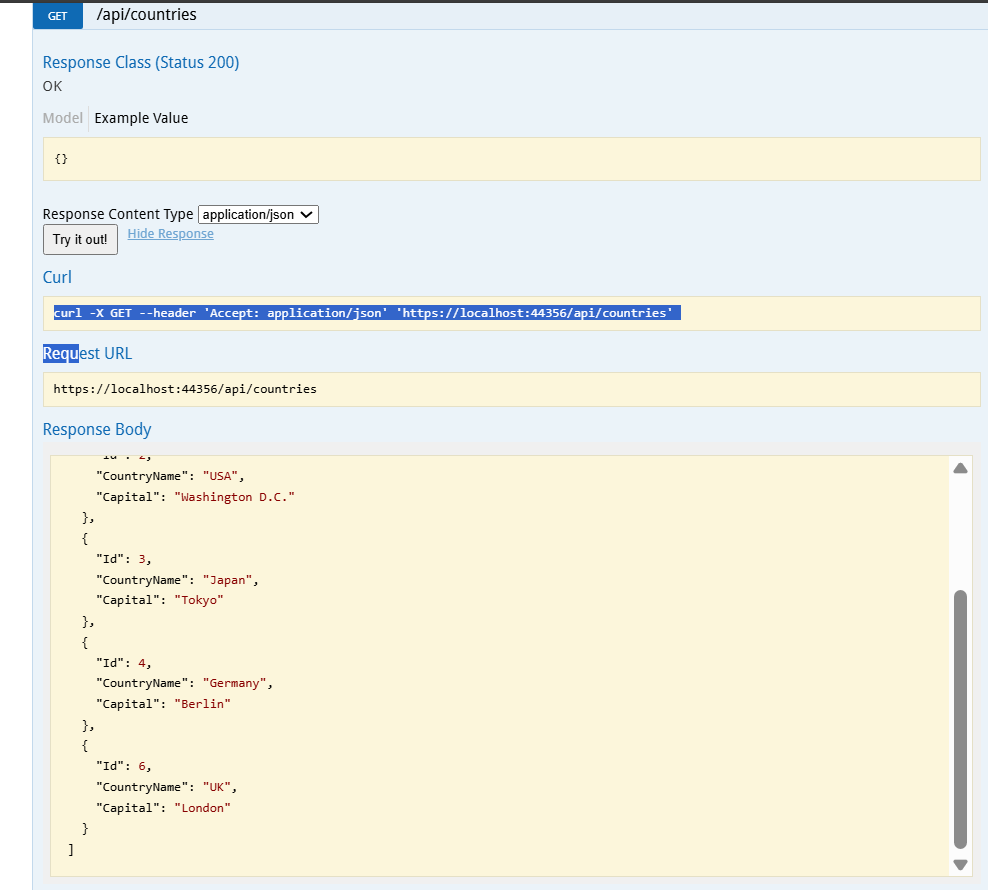 GET /api/countries
Response Class (Status 200)
OK
Model Example Value
{}
Response Content Type application/json
Try it out! Hide Response
Curl
curl -X GET --header 'Accept: application/json' 'https://localhost:44356/api/countries'
Request URL
https://localhost:44356/api/countries
Response Body
"Id": 2,
"CountryName": "USA",
"Capital": "Washington D.C."
},
{
"Id": 3,
"CountryName": "Japan",
"Capital": "Tokyo"
},
{
"Id": 4,
"CountryName": "Germany",
"Capital": "Berlin"
},
{
"Id": 6,
"CountryName": "UK",
"Capital": "London"
}
]